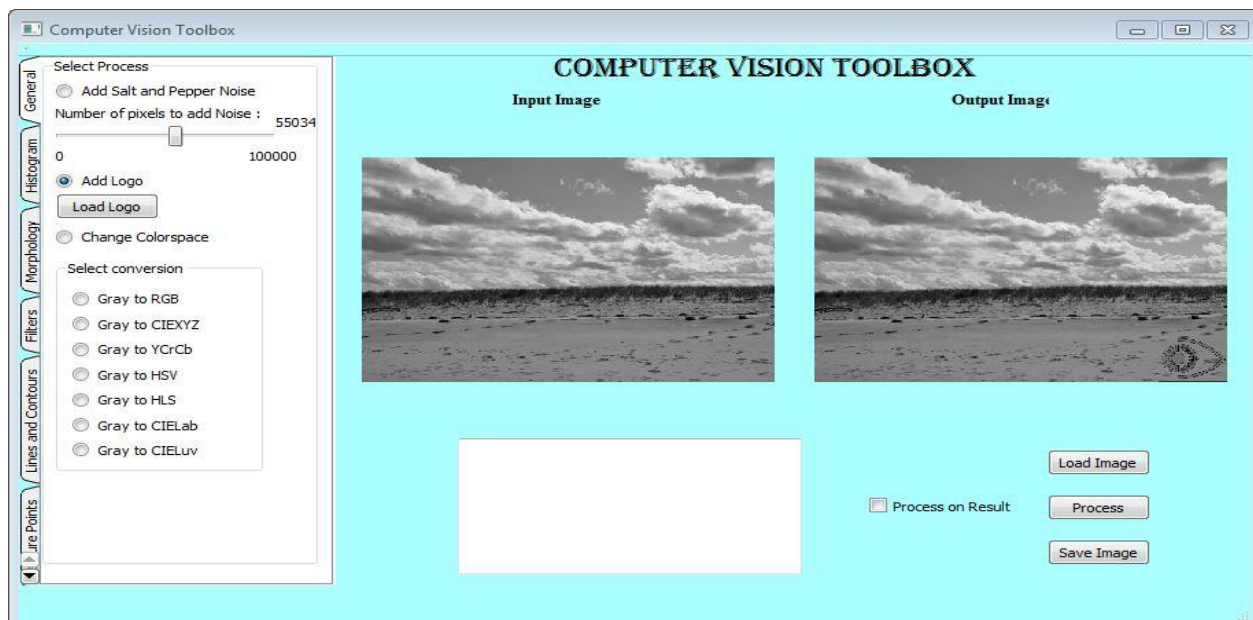 Computer Vision Toolbox
COMPUTER VISION TOOLBOX
General
Histogram
Morphology
Filters
Lines and Contours
ure Points
Select Process
Add Salt and Pepper Noise
Number of pixels to add Noise :
55034
0 100000
Add Logo
Load Logo
Change Colorspace
Select conversion
Gray to RGB
Gray to CIEXYZ
Gray to YCrCb
Gray to HSV
Gray to HLS
Gray to CIELab
Gray to CIELuv
Input Image
Output Image
Load Image
Process on Result
Process
Save Image